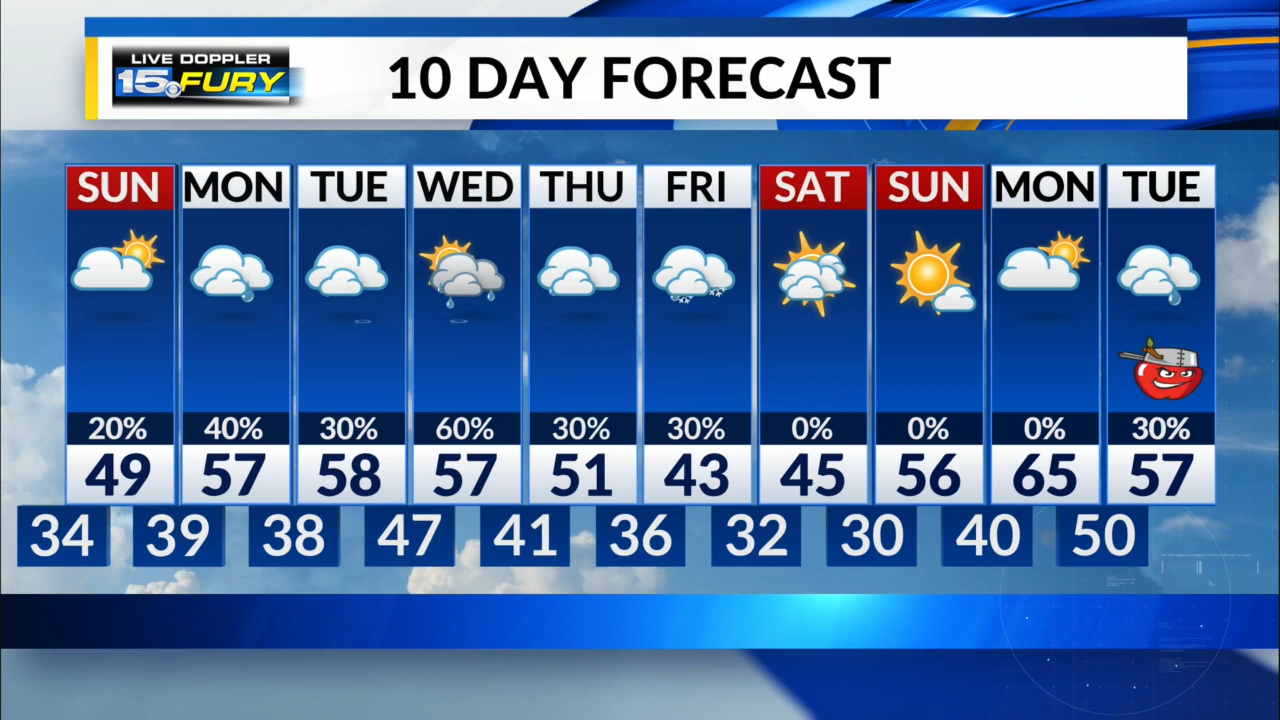 LIVE DOPPLER
15 FURY
10 DAY FORECAST
SUN MON TUE WED THU FRI SAT SUN MON TUE
20% 40% 30% 60% 30% 30% 0% 0% 0% 30%
49 57 58 57 51 43 45 56 65 57
34 39 38 47 41 36 32 30 40 50